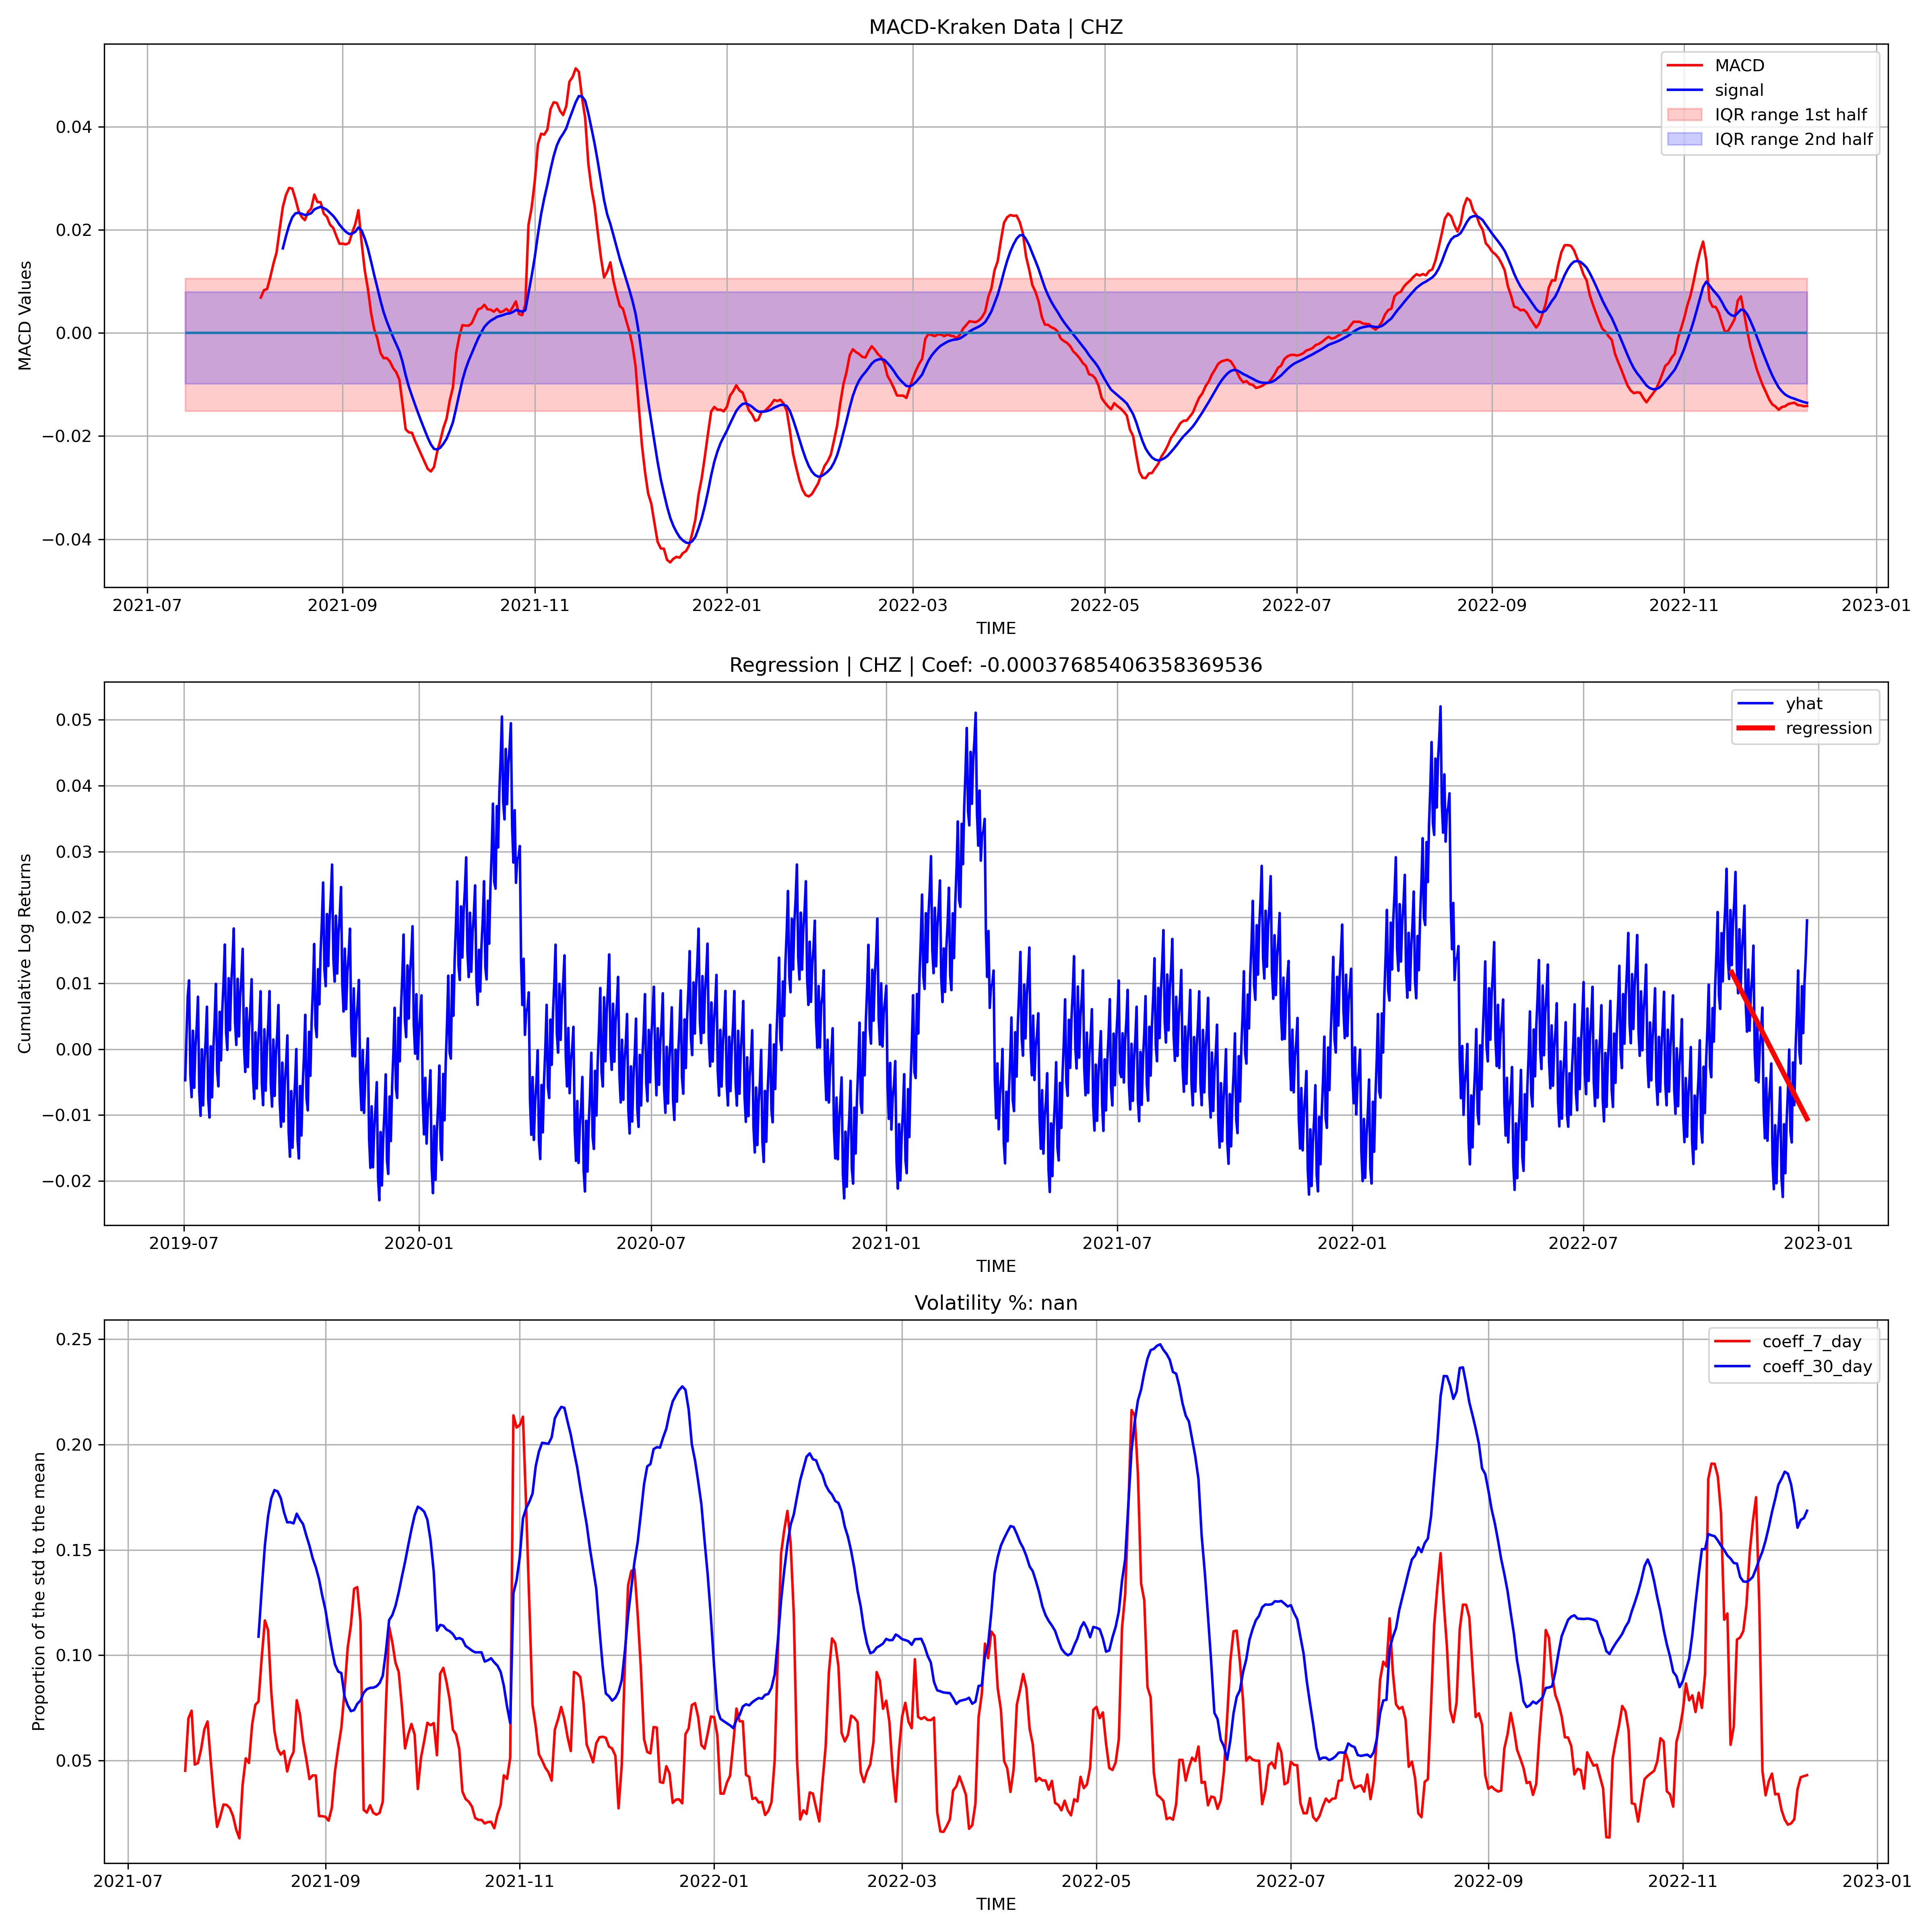 MACD-Kraken Data | CHZ
MACD
signal
IQR range 1st half
IQR range 2nd half
MACD Values
0.04
0.02
0.00
−0.02
−0.04
2021-07 2021-09 2021-11 2022-01 2022-03 2022-05 2022-07 2022-09 2022-11 2023-01
TIME
Regression | CHZ | Coef: -0.00037685406358369536
yhat
regression
Cumulative Log Returns
0.05
0.04
0.03
0.02
0.01
0.00
−0.01
−0.02
2019-07 2020-01 2020-07 2021-01 2021-07 2022-01 2022-07 2023-01
TIME
Volatility %: nan
coeff_7_day
coeff_30_day
Proportion of the std to the mean
0.25
0.20
0.15
0.10
0.05
2021-07 2021-09 2021-11 2022-01 2022-03 2022-05 2022-07 2022-09 2022-11 2023-01
TIME